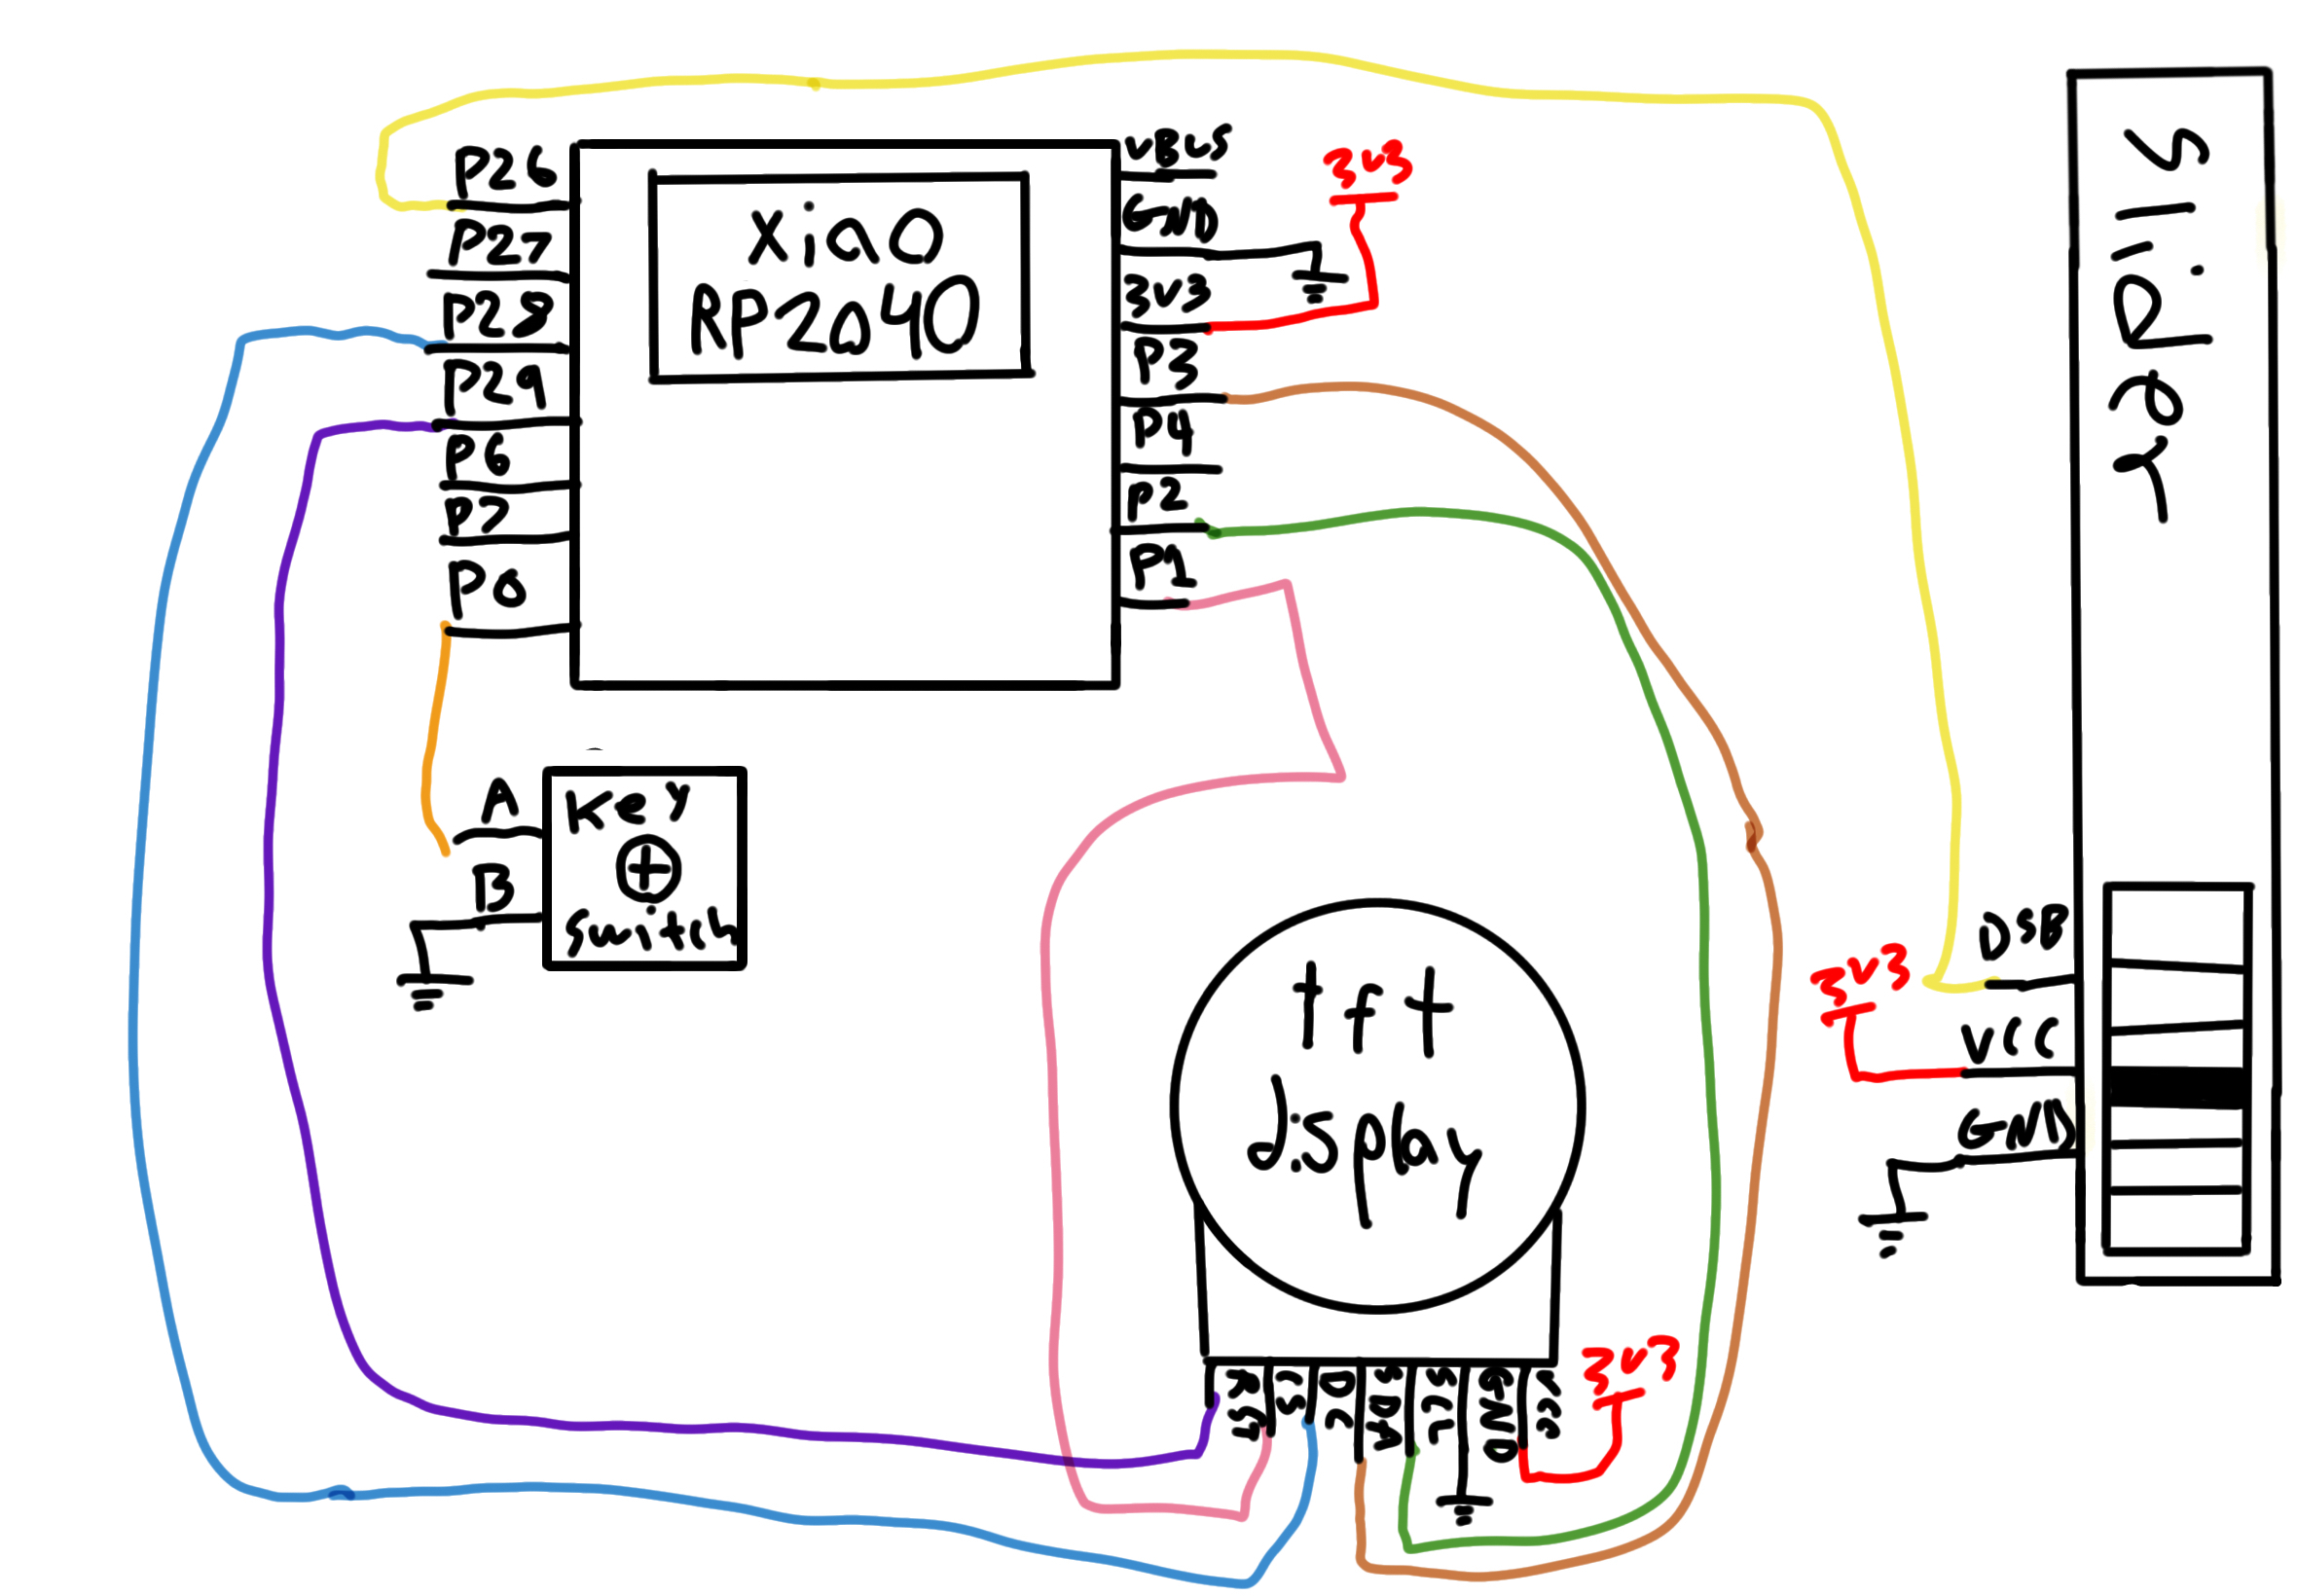 P26
P27
P28
P29
P6
P7
P0
XiaO
RP2040
VBUS
GND
3V3
P3
P4
P2
P1
3V3
A
B
Key
Switch
tft
display
RST
CS
DC
SDA
SCL
GND
VCC
3V3
SliDer
DSB
VCC
GND
3V3